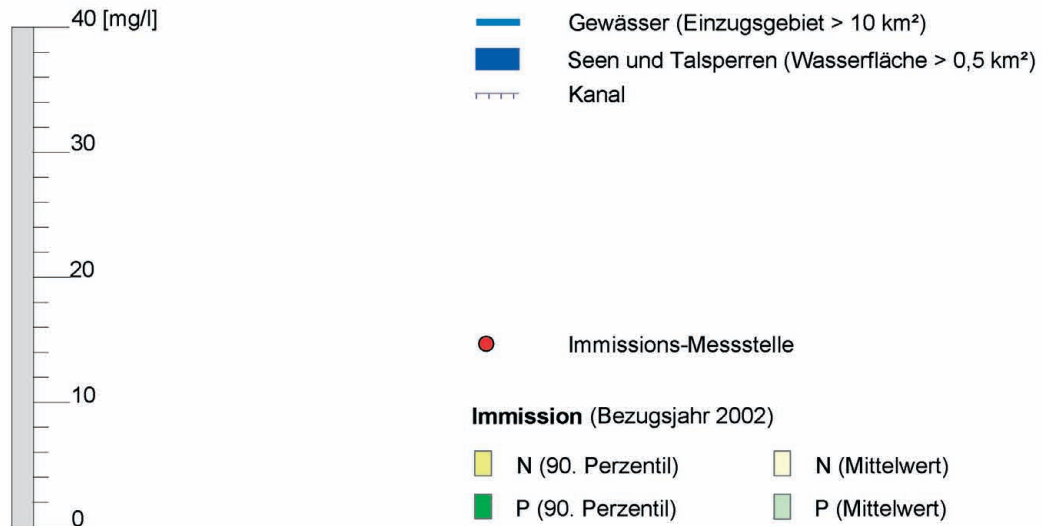 40 [mg/l]
30
20
10
0
Gewässer (Einzugsgebiet > 10 km²)
Seen und Talsperren (Wasserfläche > 0,5 km²)
Kanal
Immissions-Messstelle
Immission (Bezugsjahr 2002)
N (90. Perzentil) N (Mittelwert)
P (90. Perzentil) P (Mittelwert)